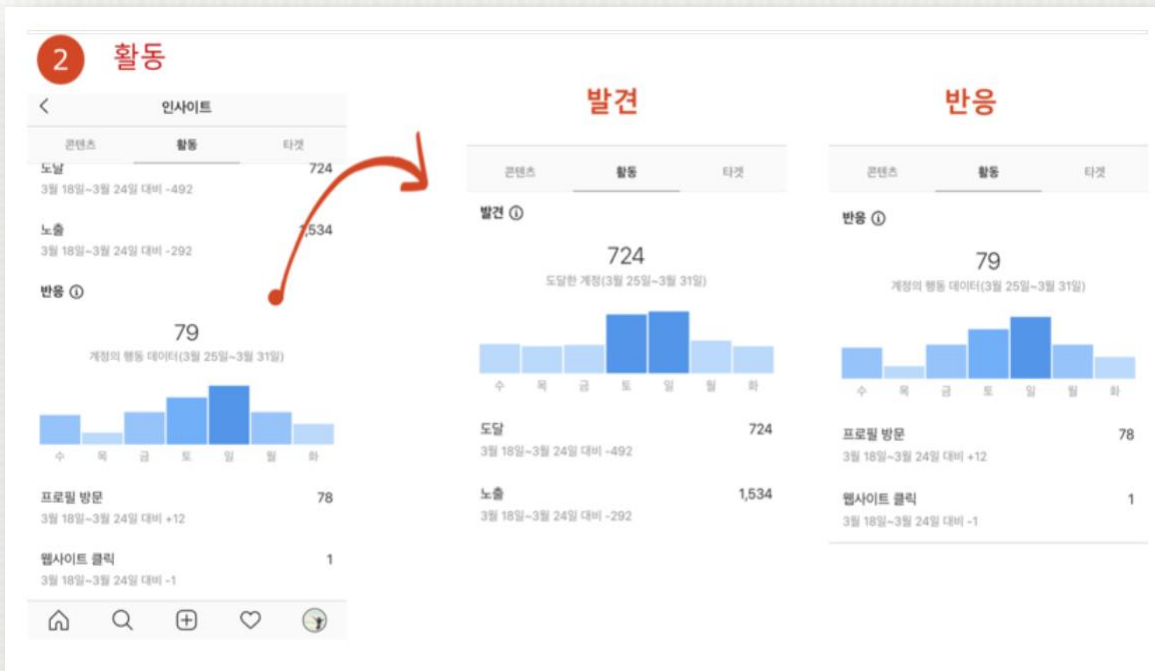 2 활동
인사이트
콘텐츠 활동 타겟
도달 724
3월 18일~3월 24일 대비 -492
노출 1,534
3월 18일~3월 24일 대비 -292
반응
79
계정의 행동 데이터(3월 25일~3월 31일)
수 목 금 토 일 월 화
프로필 방문 78
3월 18일~3월 24일 대비 +12
웹사이트 클릭 1
3월 18일~3월 24일 대비 -1
발견
콘텐츠 활동 타겟
발견
724
도달한 계정(3월 25일~3월 31일)
수 목 금 토 일 월 화
도달 724
3월 18일~3월 24일 대비 -492
노출 1,534
3월 18일~3월 24일 대비 -292
반응
콘텐츠 활동 타겟
반응
79
계정의 행동 데이터(3월 25일~3월 31일)
수 목 금 토 일 월 화
프로필 방문 78
3월 18일~3월 24일 대비 +12
웹사이트 클릭 1
3월 18일~3월 24일 대비 -1